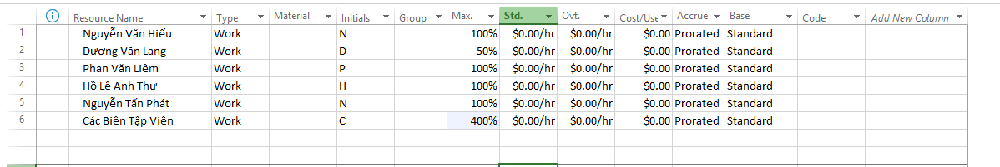 Resource Name Type Material Initials Group Max. Std. Ovt. Cost/Use Accrue Base Code Add New Column
1 Nguyễn Văn Hiếu Work N 100% $0.00/hr $0.00/hr $0.00 Prorated Standard
2 Dương Văn Lang Work D 50% $0.00/hr $0.00/hr $0.00 Prorated Standard
3 Phan Văn Liêm Work P 100% $0.00/hr $0.00/hr $0.00 Prorated Standard
4 Hồ Lê Anh Thư Work H 100% $0.00/hr $0.00/hr $0.00 Prorated Standard
5 Nguyễn Tấn Phát Work N 100% $0.00/hr $0.00/hr $0.00 Prorated Standard
6 Các Biên Tập Viên Work C 400% $0.00/hr $0.00/hr $0.00 Prorated Standard